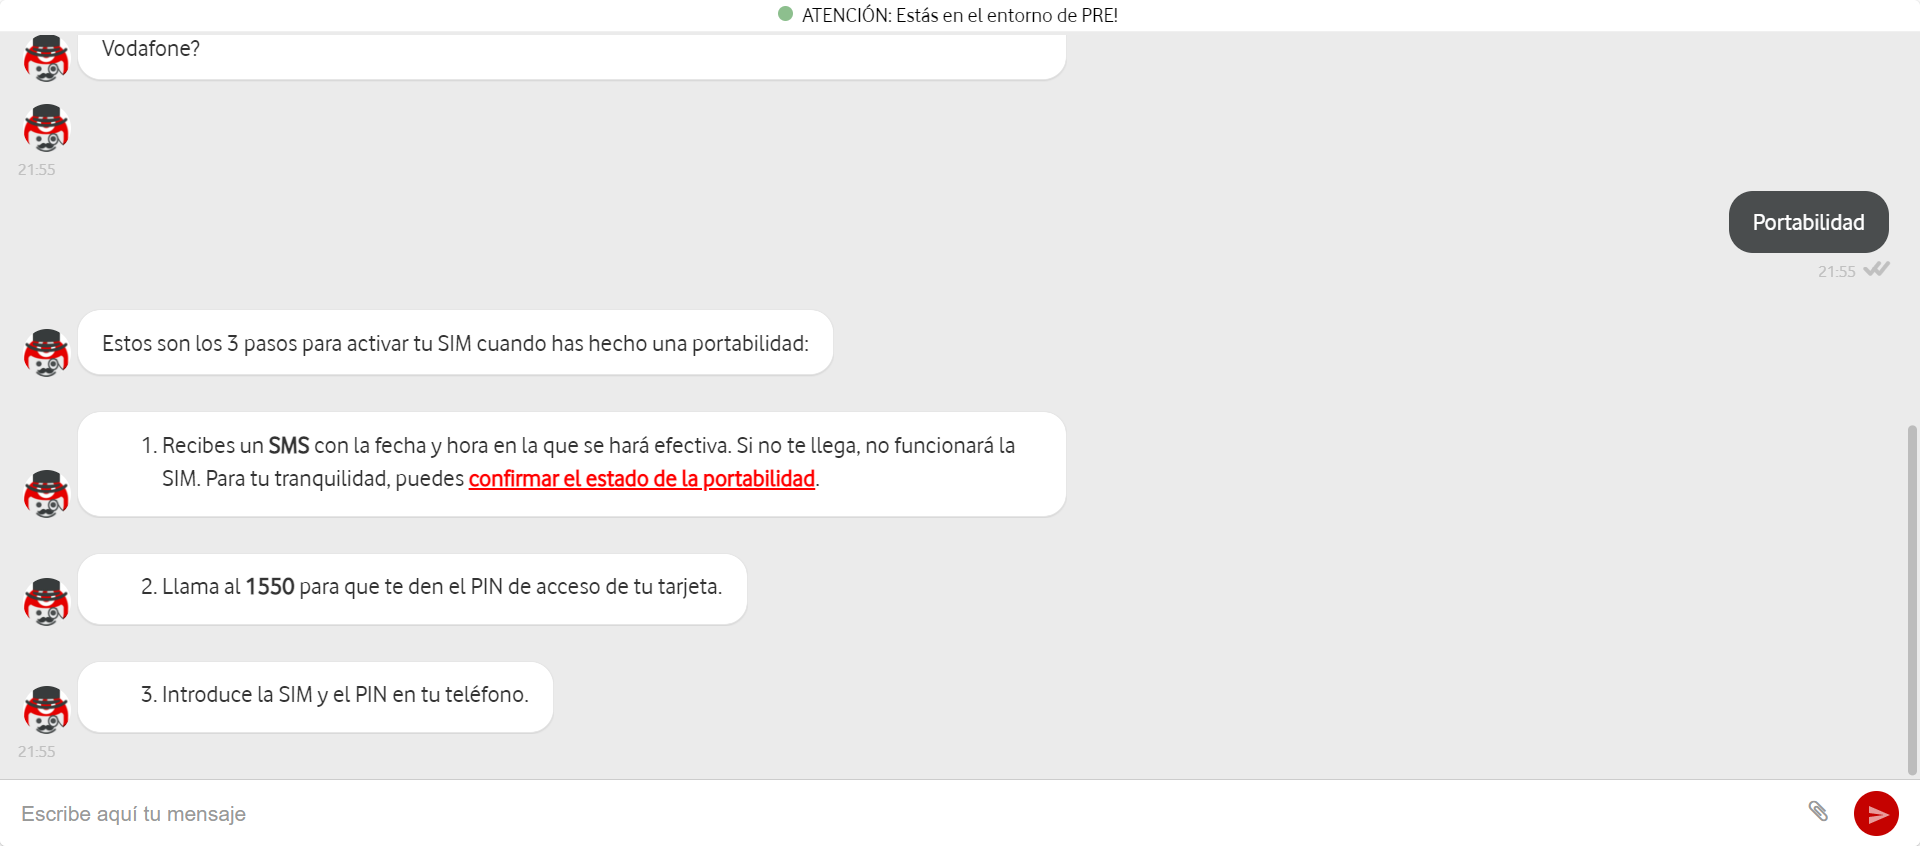 ATENCIÓN: Estás en el entorno de PRE!
Vodafone?
21:55
Portabilidad
21:55
Estos son los 3 pasos para activar tu SIM cuando has hecho una portabilidad:
1. Recibes un SMS con la fecha y hora en la que se hará efectiva. Si no te llega, no funcionará la
SIM. Para tu tranquilidad, puedes confirmar el estado de la portabilidad.
2. Llama al 1550 para que te den el PIN de acceso de tu tarjeta.
3. Introduce la SIM y el PIN en tu teléfono.
21:55
Escribe aquí tu mensaje